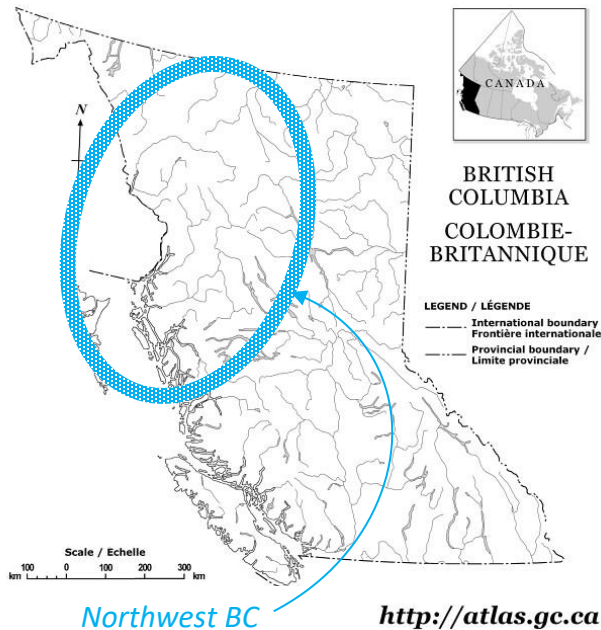 CANADA
N
BRITISH
COLUMBIA
COLOMBIE-
BRITANNIQUE
LEGEND / LÉGENDE
International boundary
Frontière internationale
Provincial boundary /
Limite provinciale
Scale / Echelle
100 0 100 200 300
km km
Northwest BC
http://atlas.gc.ca